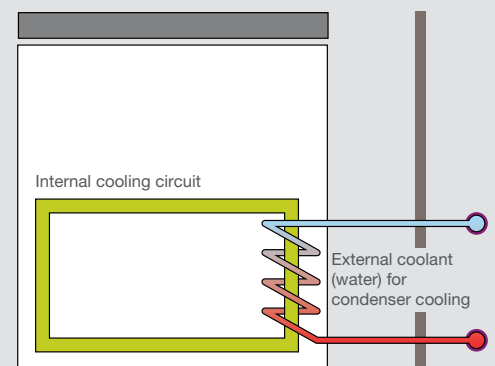 Internal cooling circuit
External coolant
(water) for
condenser cooling